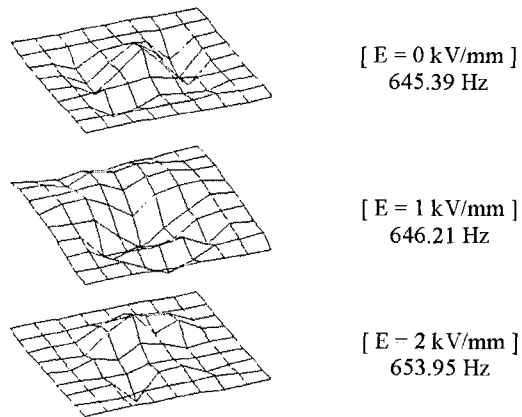 [ E = 0 kV/mm ]
645.39 Hz
[ E = 1 kV/mm ]
646.21 Hz
[ E = 2 kV/mm ]
653.95 Hz